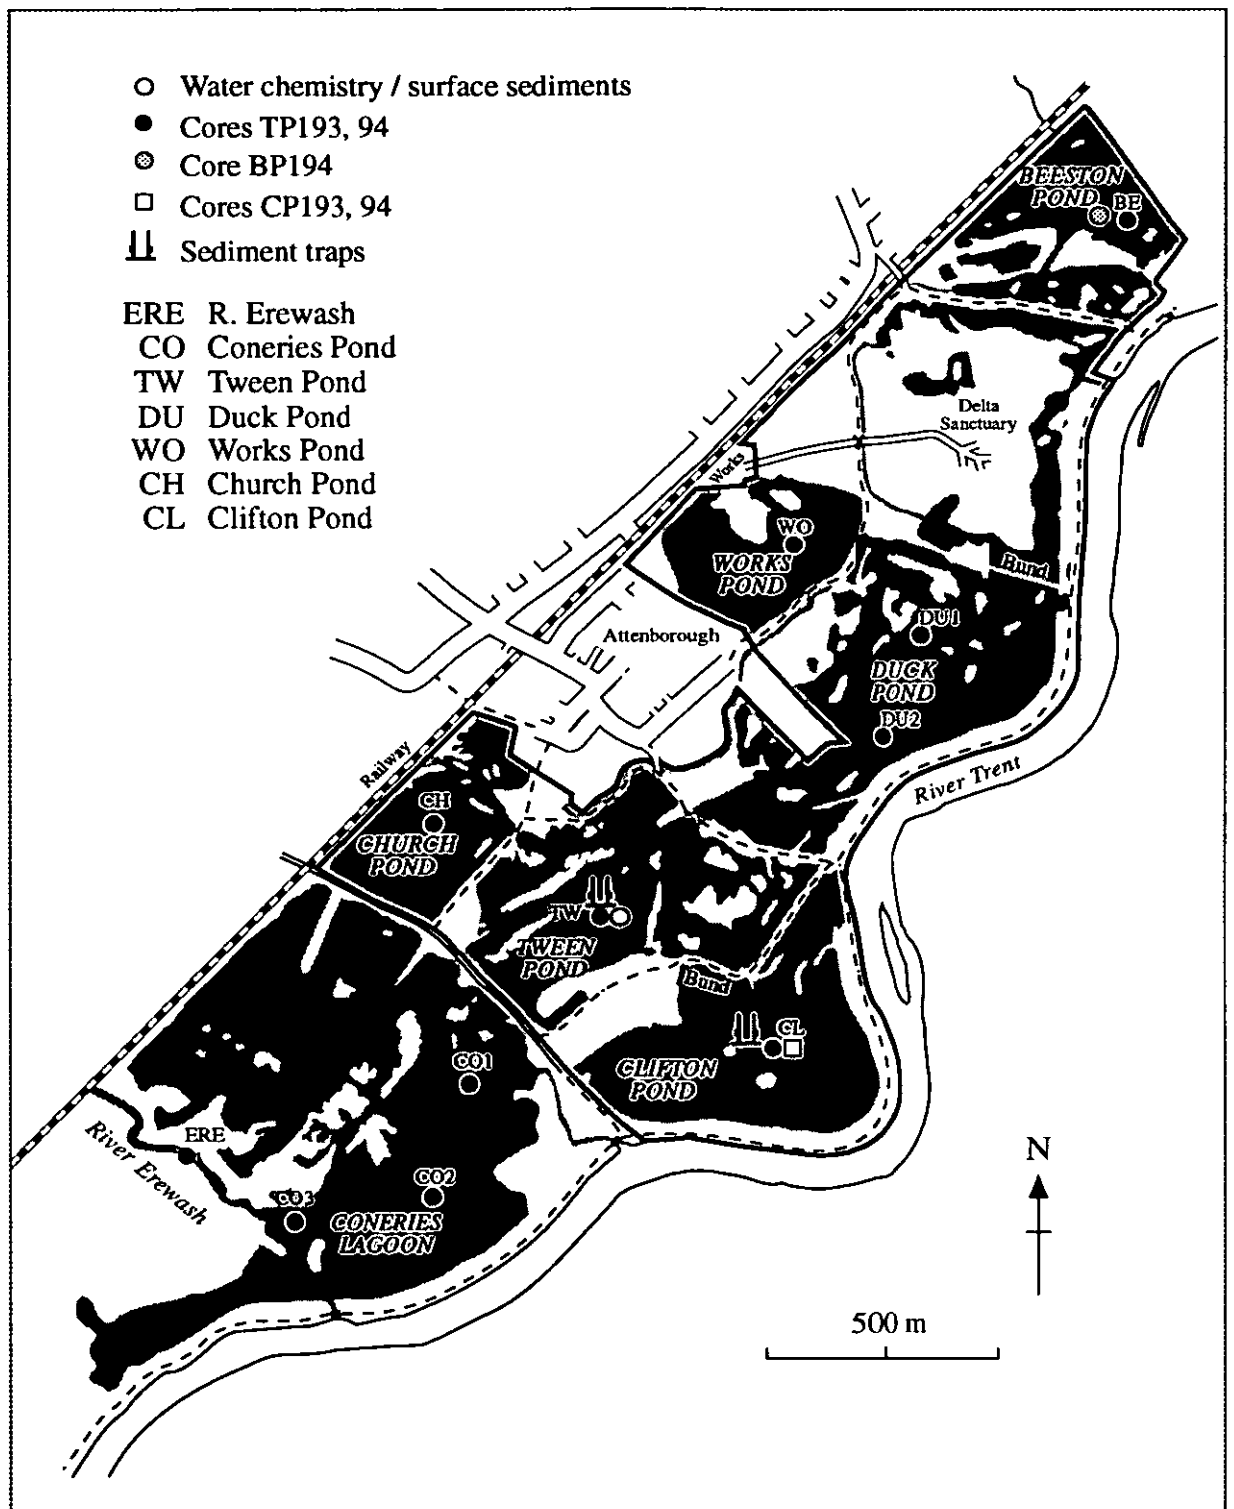 Water chemistry / surface sediments
Cores TP193, 94
Core BP194
Cores CP193, 94
Sediment traps
ERE R. Erewash
CO Coneries Pond
TW Tween Pond
DU Duck Pond
WO Works Pond
CH Church Pond
CL Clifton Pond
BEESTON
POND
BE
Delta
Sanctuary
Works
WO
WORKS
POND
Bund
DU1
Attenborough
DUCK
POND
DU2
Railway
River Trent
CH
CHURCH
POND
TW
TWEEN
POND
Bund
CL
CLIFTON
POND
CO1
ERE
River Erewash
CO2
CO3
CONERIES
LAGOON
N
500 m